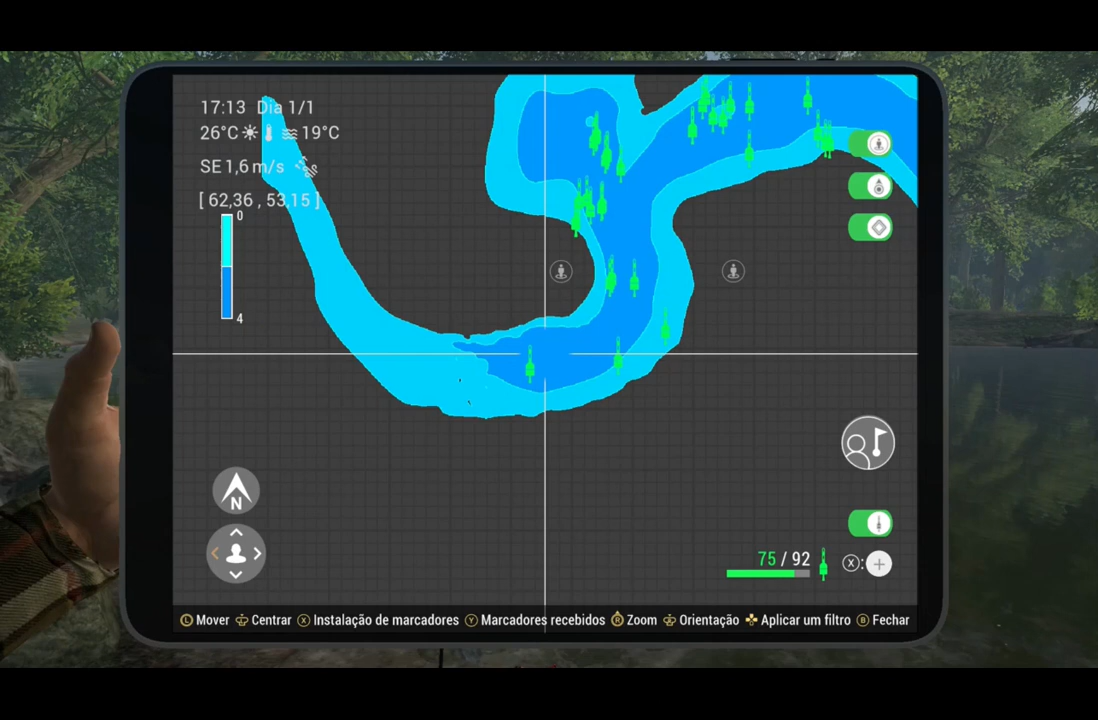 17:13 Dia 1/1
26°C 19°C
SE 1,6 m/s
[ 62,36 , 53,15 ]
0
4
N
75 / 92
X : +
L Mover Centrar X Instalação de marcadores Y Marcadores recebidos R Zoom Orientação Aplicar um filtro B Fechar